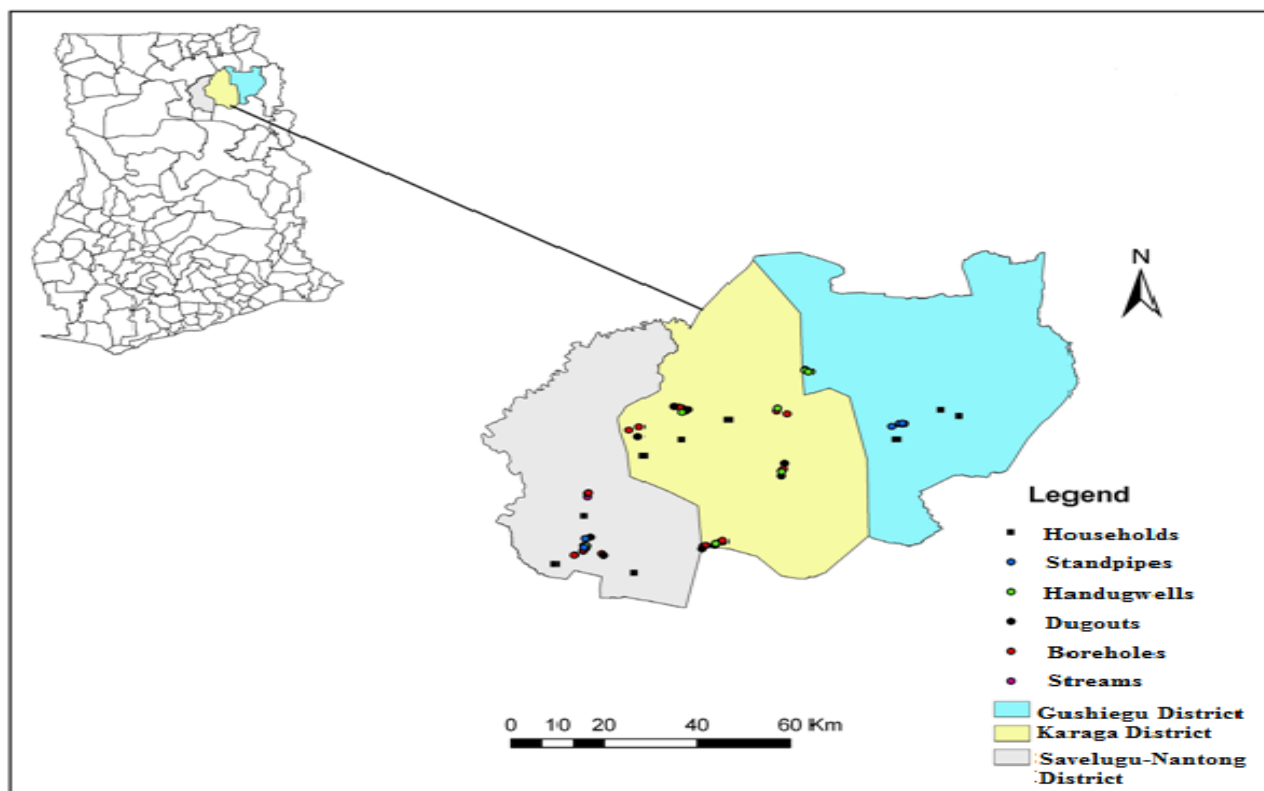 N
Legend
Households
Standpipes
Handugwells
Dugouts
Boreholes
Streams
Gushiegu District
Karaga District
Savelugu-Nantong
District
0 10 20 40 60 Km